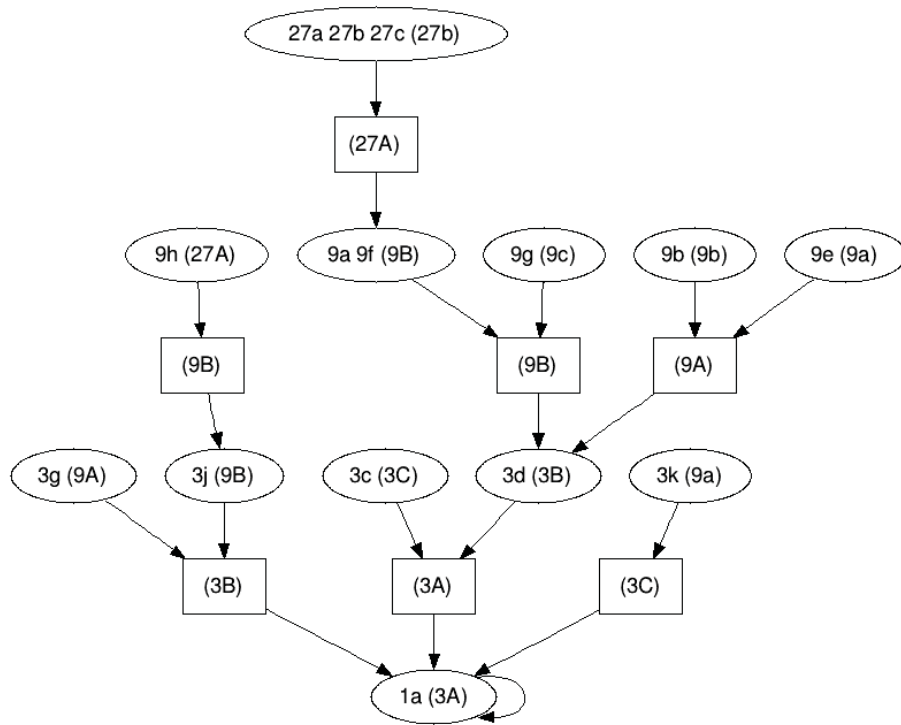 27a 27b 27c (27b)
(27A)
9h (27A)
9a 9f (9B)
9g (9c)
9b (9b)
9e (9a)
(9B)
(9B)
(9A)
3g (9A)
3j (9B)
3c (3C)
3d (3B)
3k (9a)
(3B)
(3A)
(3C)
1a (3A)